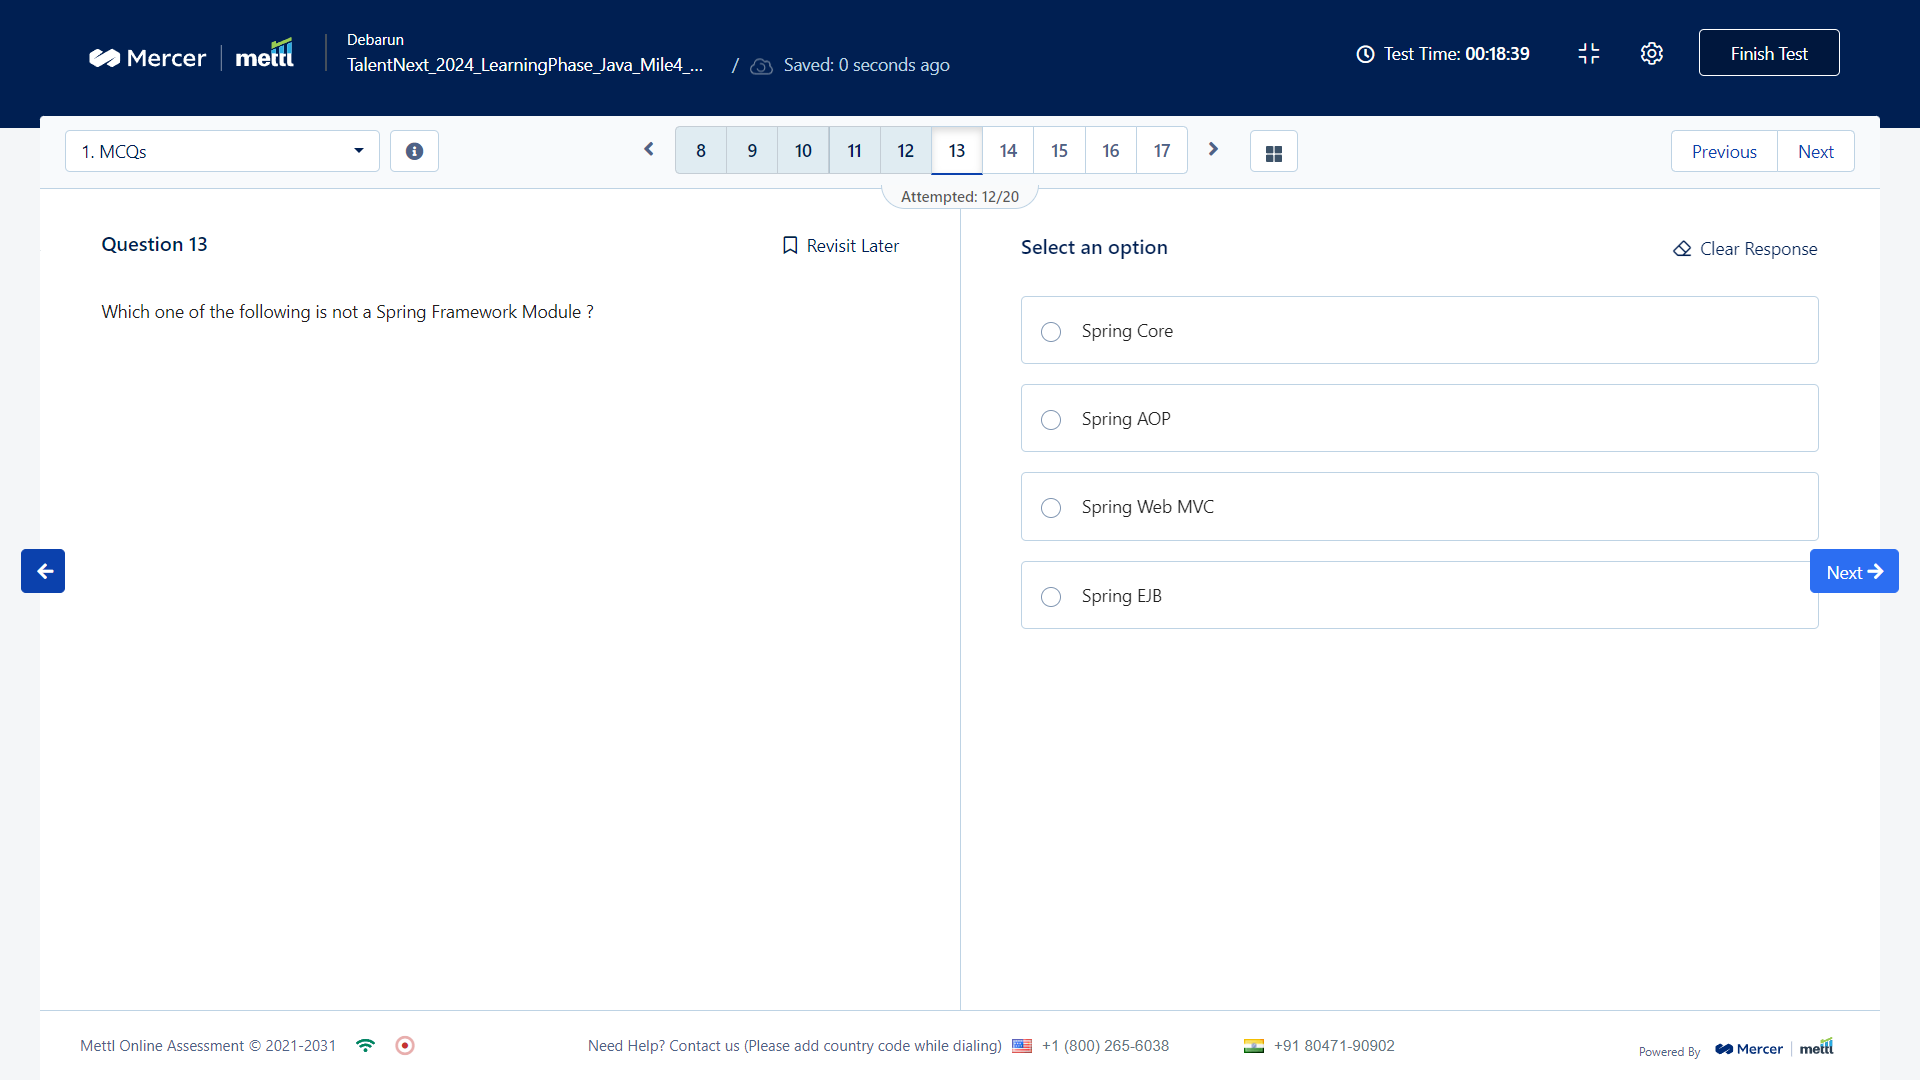 Mercer | mettl
Debarun
TalentNext_2024_LearningPhase_Java_Mile4_... / Saved: 0 seconds ago
Test Time: 00:18:39
Finish Test
1. MCQs
8 9 10 11 12 13 14 15 16 17
Previous Next
Attempted: 12/20
Question 13
Revisit Later
Which one of the following is not a Spring Framework Module ?
Select an option
Clear Response
Spring Core
Spring AOP
Spring Web MVC
Spring EJB
Next
Mettl Online Assessment © 2021-2031
Need Help? Contact us (Please add country code while dialing) +1 (800) 265-6038 +91 80471-90902
Powered By Mercer | mettl